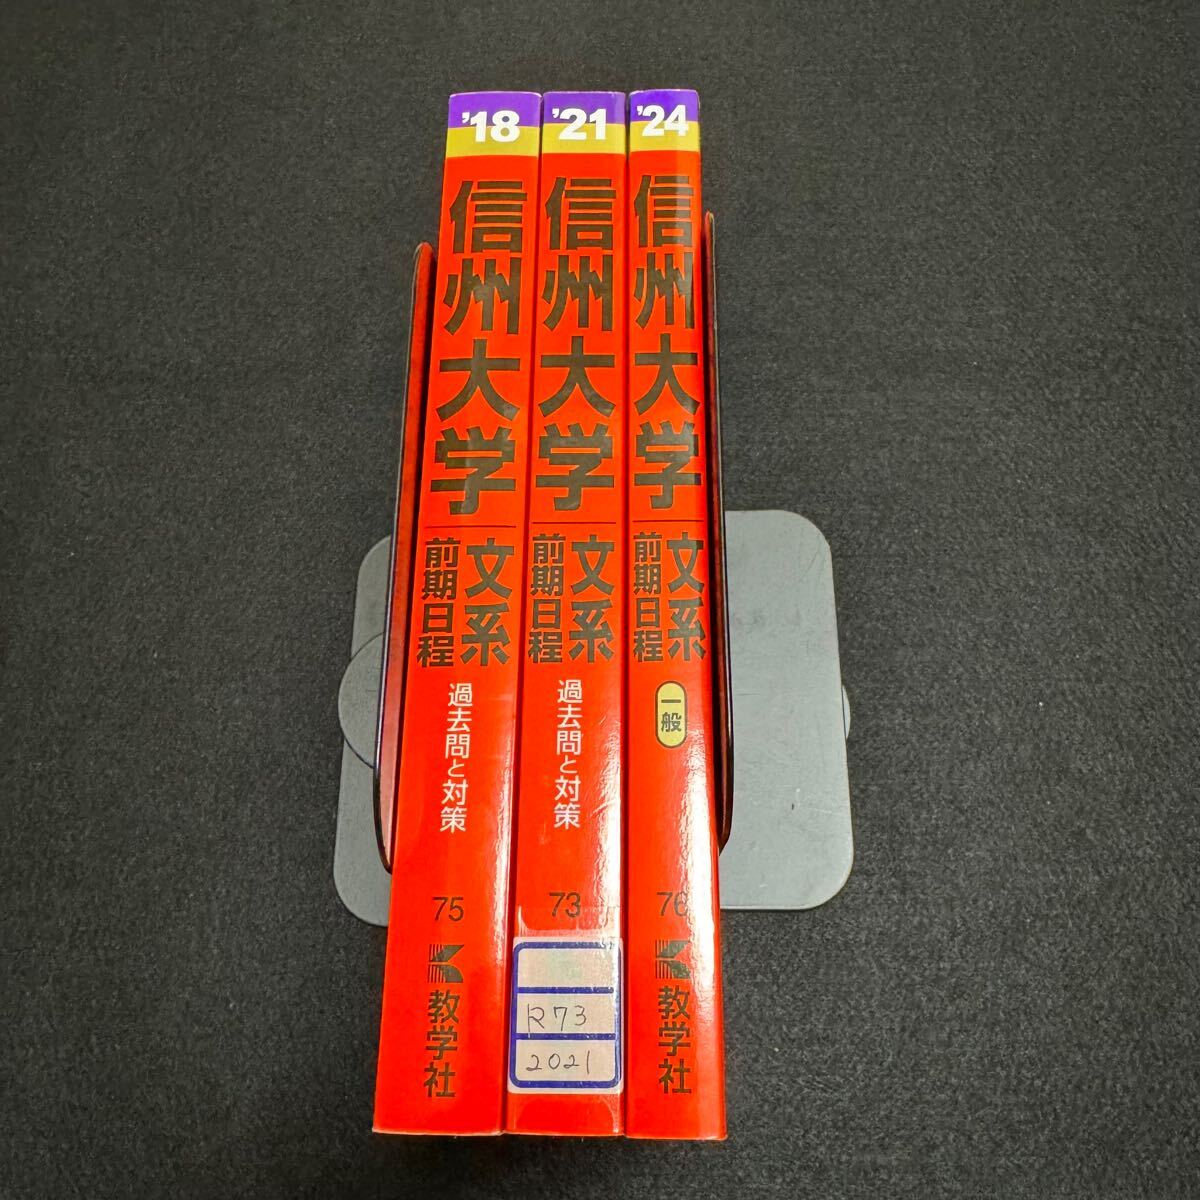 '18
信州大学
文系
前期日程
過去問と対策
75
教学社
'21
信州大学
文系
前期日程
過去問と対策
73
R73
2021
'24
信州大学
文系
前期日程
一般
76
教学社